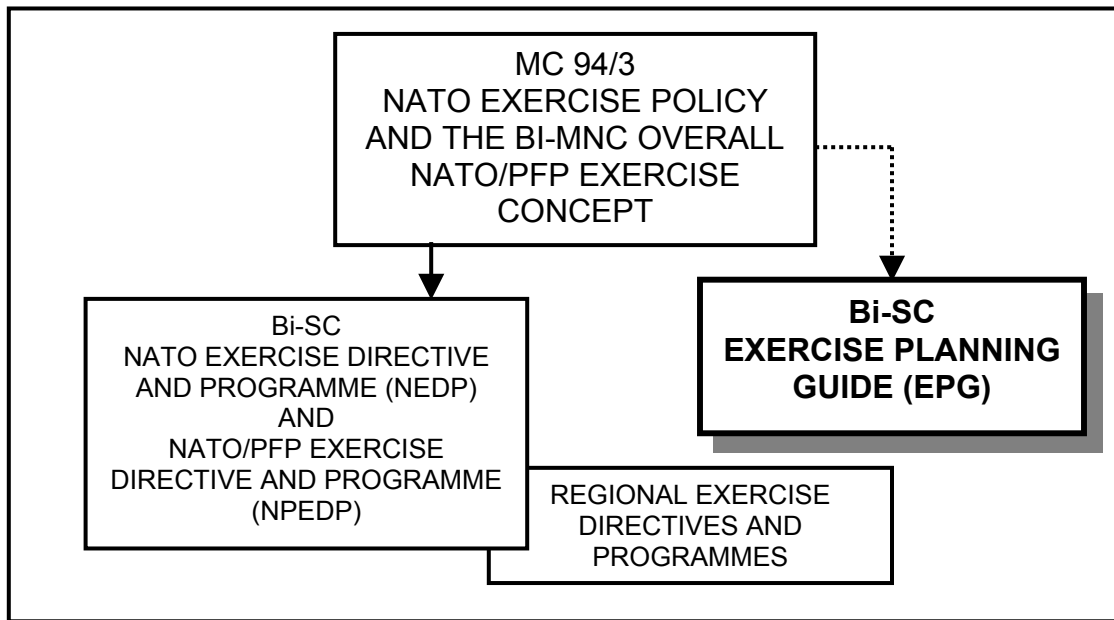 MC 94/3
NATO EXERCISE POLICY
AND THE BI-MNC OVERALL
NATO/PFP EXERCISE
CONCEPT
Bi-SC
NATO EXERCISE DIRECTIVE
AND PROGRAMME (NEDP)
AND
NATO/PFP EXERCISE
DIRECTIVE AND PROGRAMME
(NPEDP)
Bi-SC
EXERCISE PLANNING
GUIDE (EPG)
REGIONAL EXERCISE
DIRECTIVES AND
PROGRAMMES